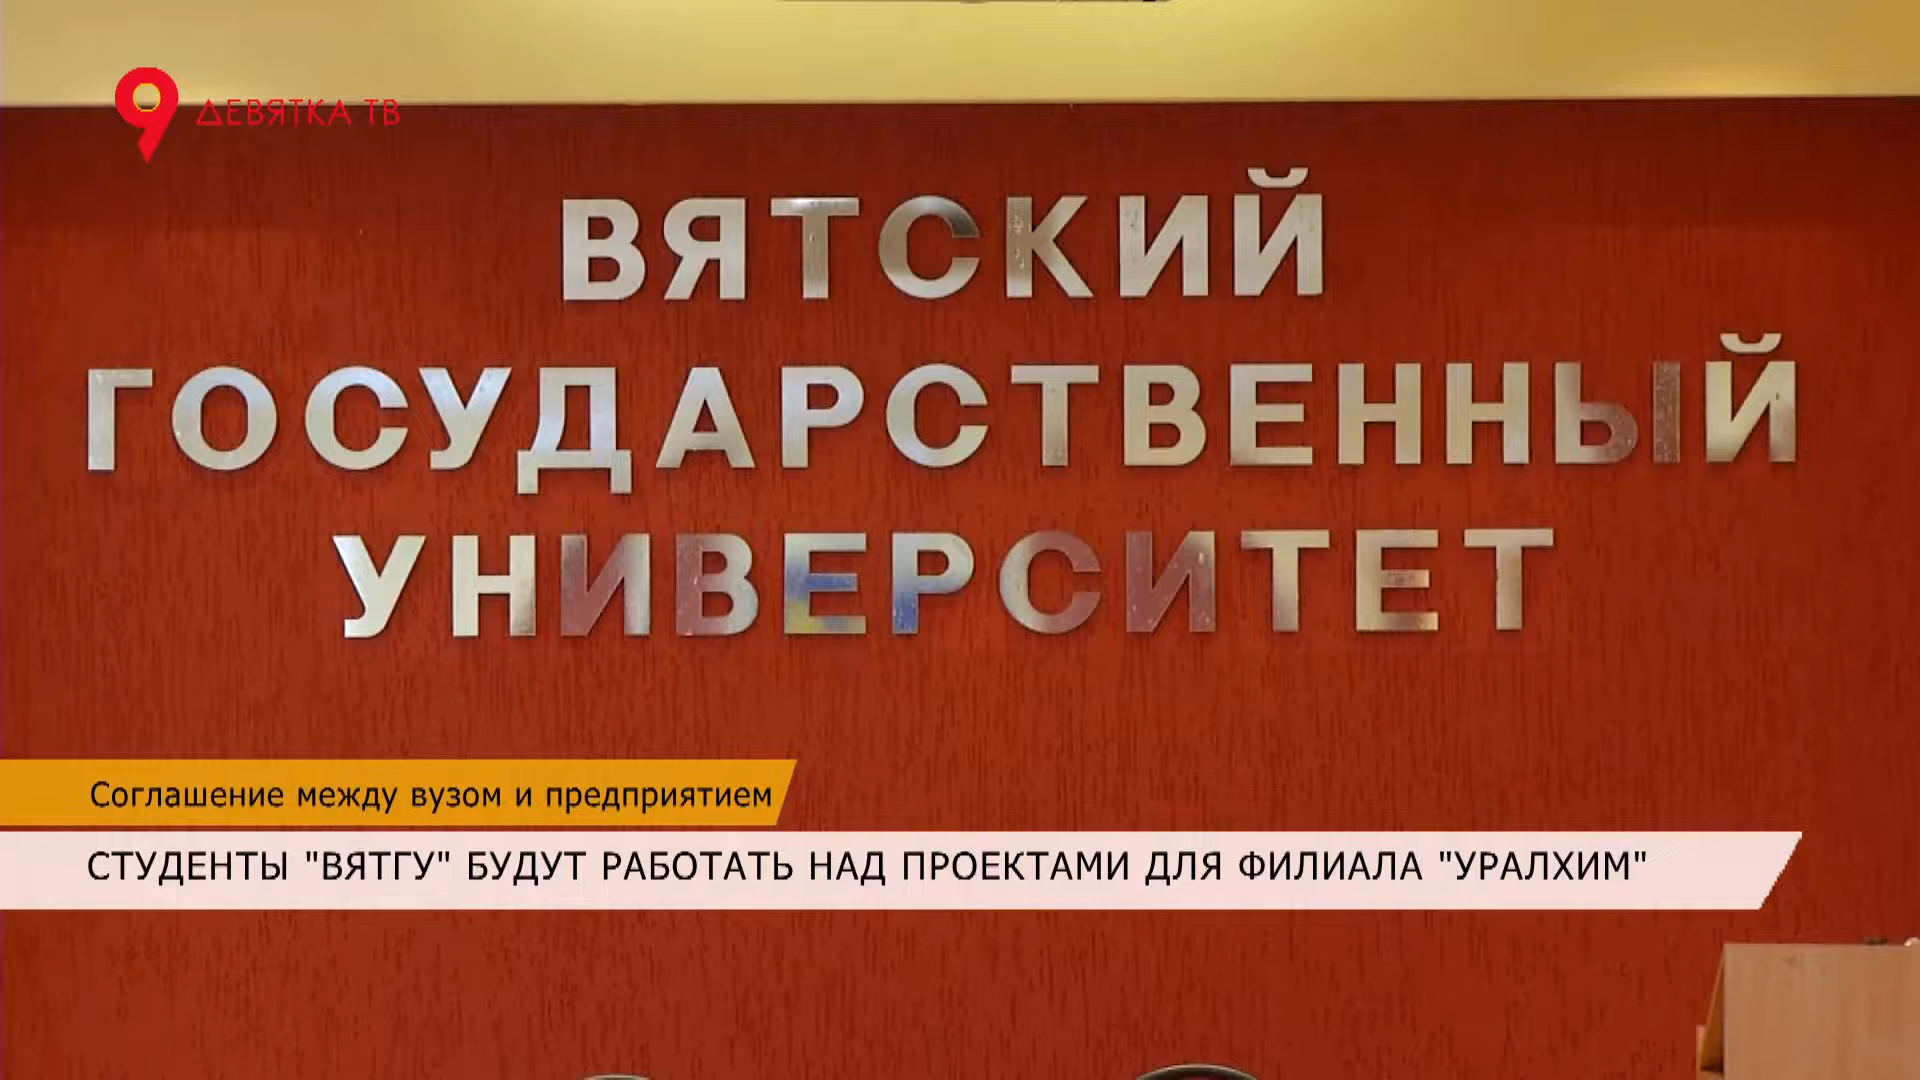 9 ДЕВЯТКА ТВ
ВЯТСКИЙ
ГОСУДАРСТВЕННЫЙ
УНИВЕРСИТЕТ
Соглашение между вузом и предприятием
СТУДЕНТЫ "ВЯТГУ" БУДУТ РАБОТАТЬ НАД ПРОЕКТАМИ ДЛЯ ФИЛИАЛА "УРАЛХИМ"